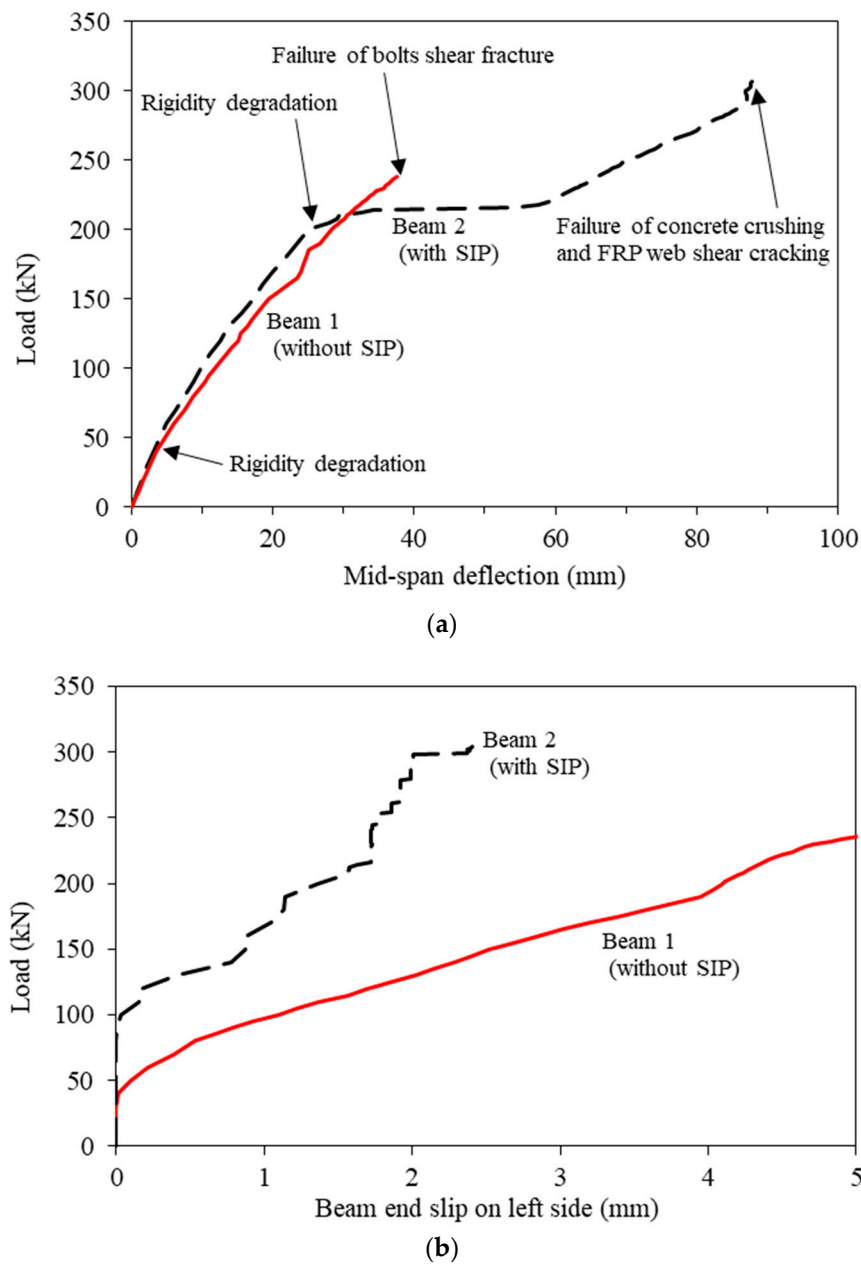 350
300
250
200
150
100
50
0
Load (kN)
Failure of bolts shear fracture
Rigidity degradation
Beam 2
(with SIP)
Failure of concrete crushing
and FRP web shear cracking
Beam 1
(without SIP)
Rigidity degradation
0 20 40 60 80 100
Mid-span deflection (mm)
(a)
350
300
250
200
150
100
50
0
Load (kN)
Beam 2
(with SIP)
Beam 1
(without SIP)
0 1 2 3 4 5
Beam end slip on left side (mm)
(b)